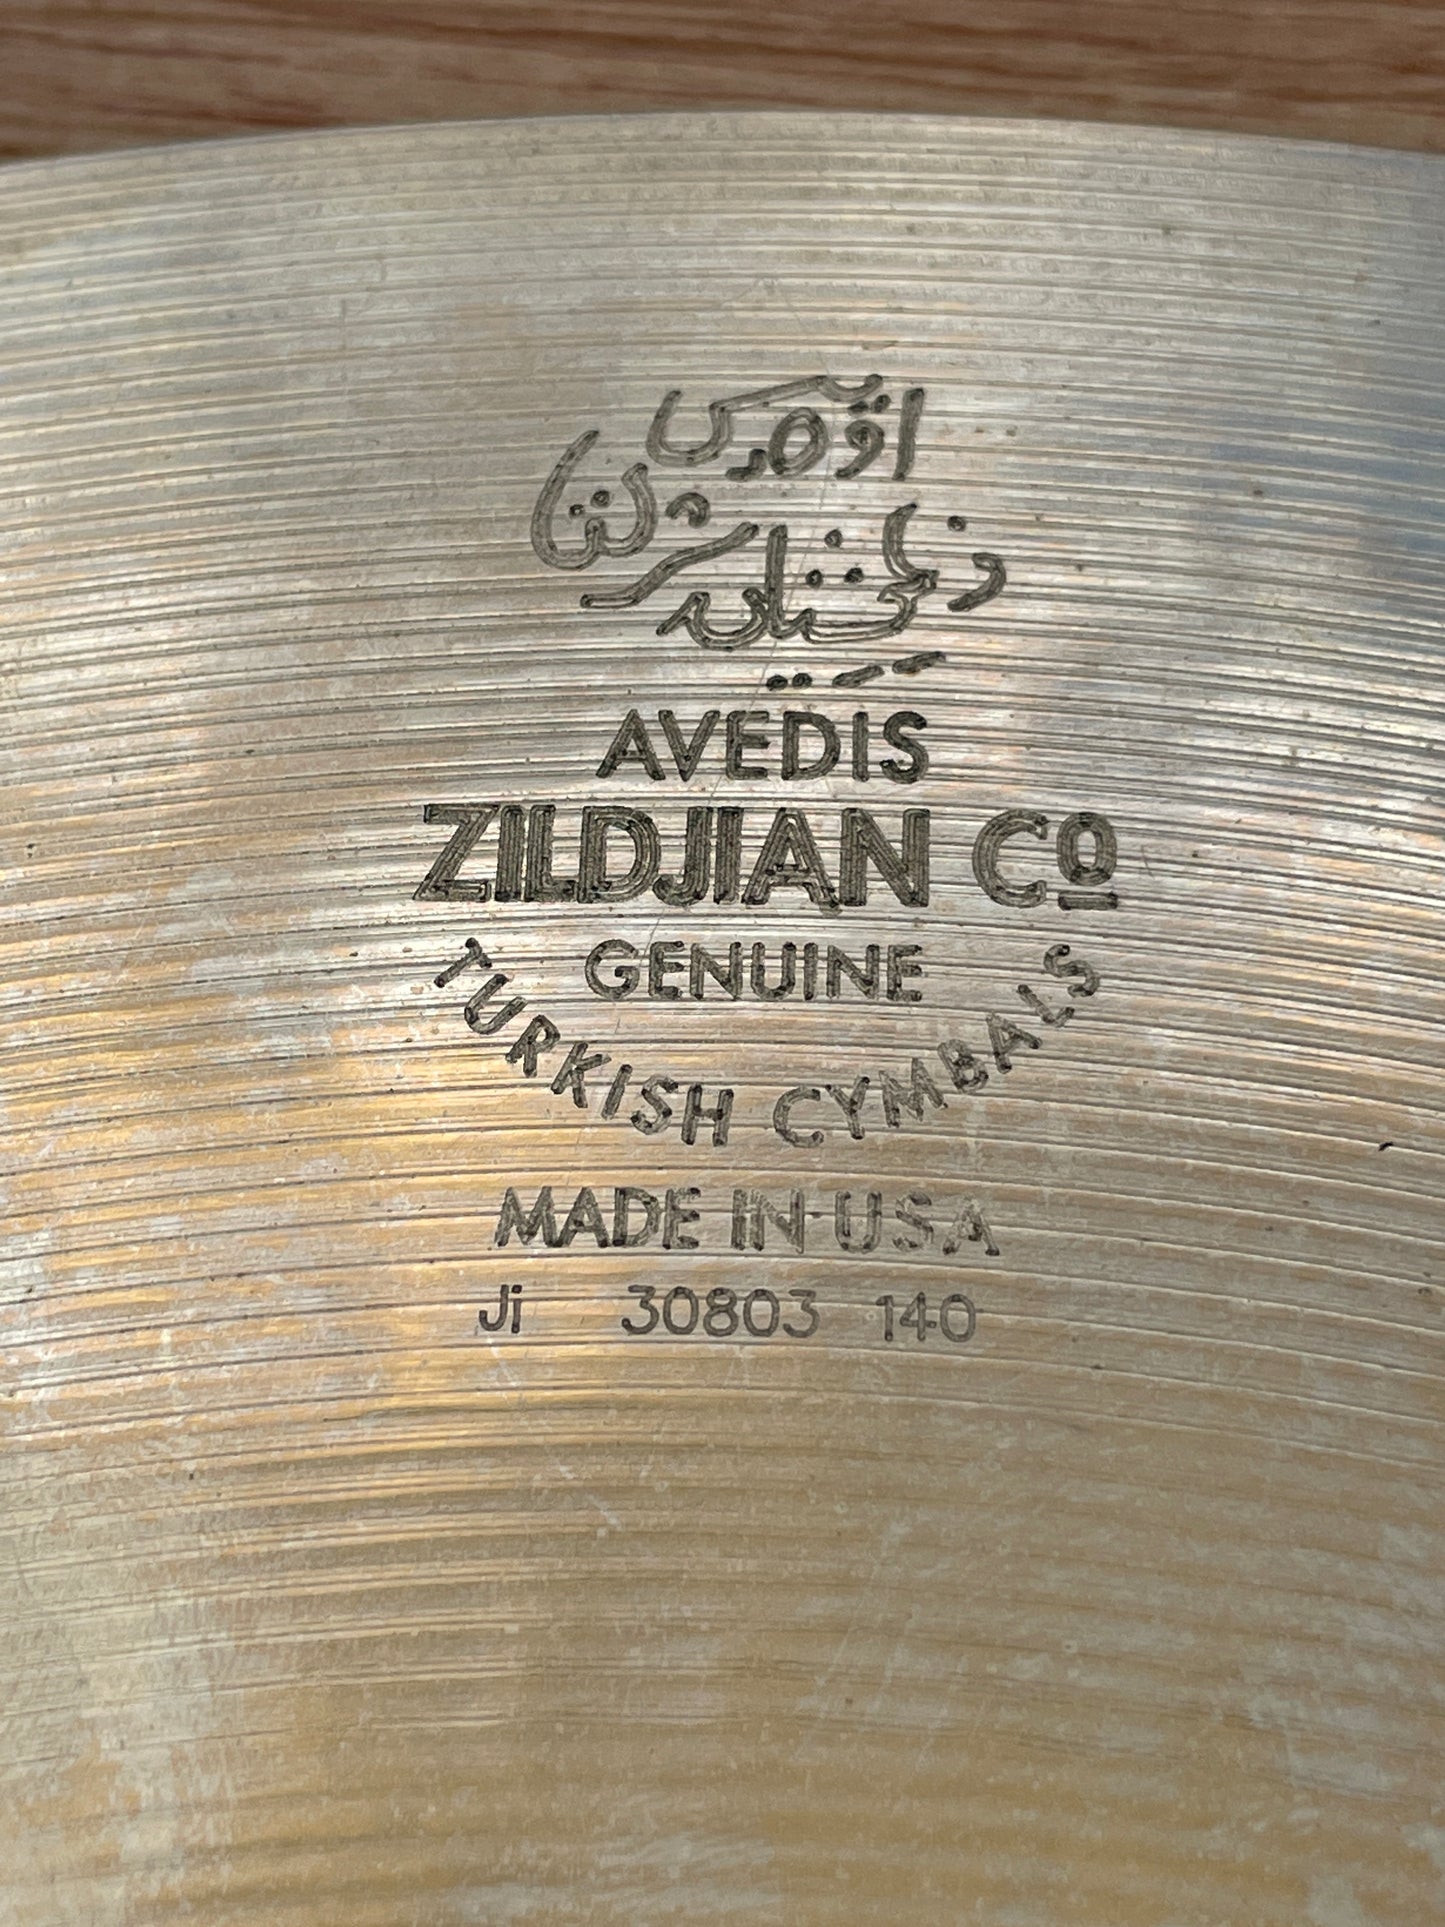 AVEDIS
ZILDJIAN Co
GENUINE
TURKISH CYMBALS
MADE IN USA
Ji 30803 140